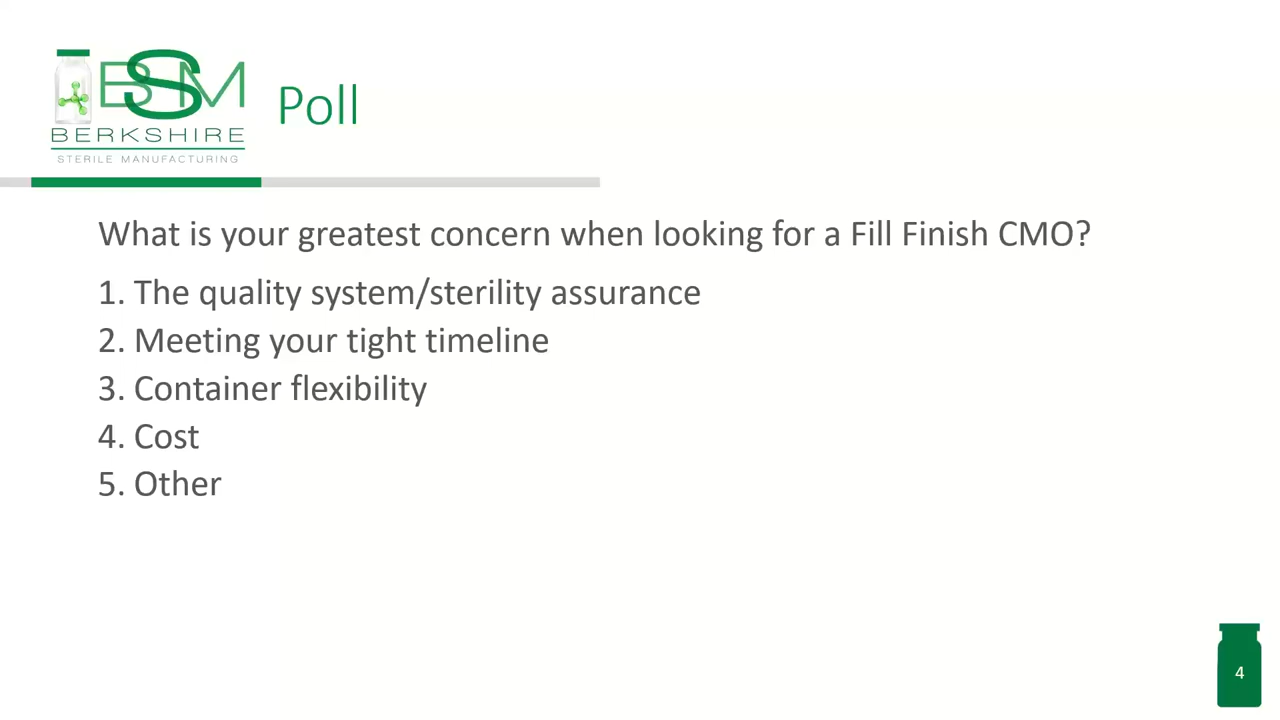 BSM
BERKSHIRE
STERILE MANUFACTURING
Poll
What is your greatest concern when looking for a Fill Finish CMO?
1. The quality system/sterility assurance
2. Meeting your tight timeline
3. Container flexibility
4. Cost
5. Other
4